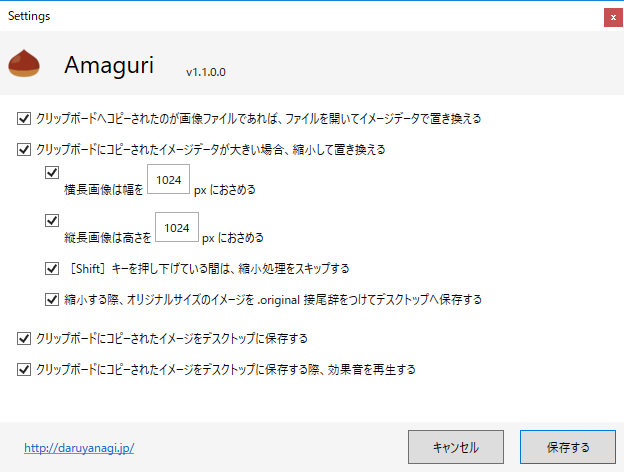 Settings
x
Amaguri v1.1.0.0
クリップボードへコピーされたのが画像ファイルであれば、ファイルを開いてイメージデータで置き換える
クリップボードにコピーされたイメージデータが大きい場合、縮小して置き換える
横長画像は幅を 1024 px におさめる
縦長画像は高さを 1024 px におさめる
［Shift］キーを押し下げている間は、縮小処理をスキップする
縮小する際、オリジナルサイズのイメージを .original 接尾辞をつけてデスクトップへ保存する
クリップボードにコピーされたイメージをデスクトップに保存する
クリップボードにコピーされたイメージをデスクトップに保存する際、効果音を再生する
http://daruyanagi.jp/ キャンセル 保存する